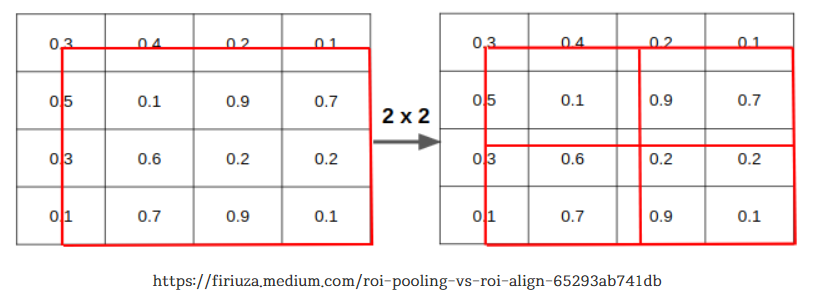 0.3 0.4 0.2 0.1
0.5 0.1 0.9 0.7
0.3 0.6 0.2 0.2
0.1 0.7 0.9 0.1
2 x 2
0.3 0.4 0.2 0.1
0.5 0.1 0.9 0.7
0.3 0.6 0.2 0.2
0.1 0.7 0.9 0.1
https://firiuza.medium.com/roi-pooling-vs-roi-align-65293ab741db